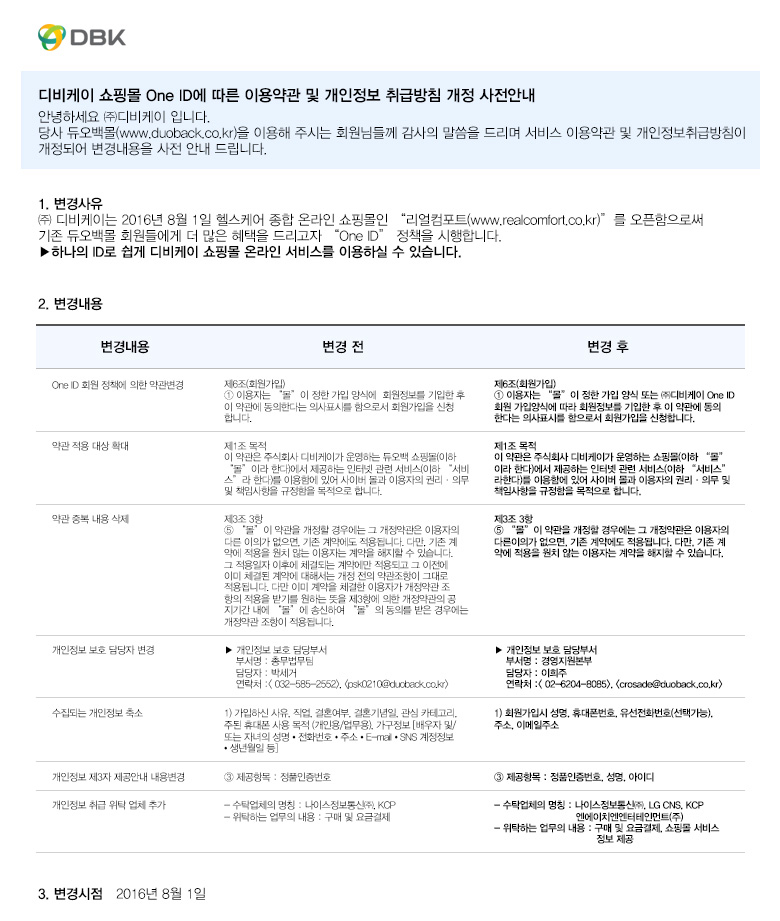 DBK
디비케이 쇼핑몰 One ID에 따른 이용약관 및 개인정보 취급방침 개정 사전안내
안녕하세요 ㈜디비케이 입니다.
당사 듀오백몰(www.duoback.co.kr)을 이용해 주시는 회원님들께 감사의 말씀을 드리며 서비스 이용약관 및 개인정보취급방침이
개정되어 변경내용을 사전 안내 드립니다.
1. 변경사유
㈜ 디비케이는 2016년 8월 1일 헬스케어 종합 온라인 쇼핑몰인 “리얼컴포트(www.realcomfort.co.kr)”를 오픈함으로써
기존 듀오백몰 회원들에게 더 많은 혜택을 드리고자 “One ID” 정책을 시행합니다.
▶하나의 ID로 쉽게 디비케이 쇼핑몰 온라인 서비스를 이용하실 수 있습니다.
2. 변경내용
변경내용 변경 전 변경 후
One ID 회원 정책에 의한 약관변경
제6조(회원가입)
① 이용자는 “몰”이 정한 가입 양식에 회원정보를 기입한 후
이 약관에 동의한다는 의사표시를 함으로서 회원가입을 신청
합니다.
제6조(회원가입)
① 이용자는 “몰”이 정한 가입 양식 또는 ㈜디비케이 One ID
회원 가입양식에 따라 회원정보를 기입한 후 이 약관에 동의
한다는 의사표시를 함으로서 회원가입을 신청합니다.
약관 적용 대상 확대
제1조 목적
이 약관은 주식회사 디비케이가 운영하는 듀오백 쇼핑몰(이하
“몰”이라 한다)에서 제공하는 인터넷 관련 서비스(이하 “서비
스”라 한다)를 이용함에 있어 사이버 몰과 이용자의 권리 · 의무
및 책임사항을 규정함을 목적으로 합니다.
제1조 목적
이 약관은 주식회사 디비케이가 운영하는 쇼핑몰(이하 “몰”
이라 한다)에서 제공하는 인터넷 관련 서비스(이하 “서비스”
라한다)를 이용함에 있어 사이버 몰과 이용자의 권리 · 의무 및
책임사항을 규정함을 목적으로 합니다.
약관 중복 내용 삭제
제3조 3항
⑤ “몰”이 약관을 개정할 경우에는 그 개정약관은 이용자의
다른 이의가 없으면, 기존 계약에도 적용됩니다. 다만, 기존 계
약에 적용을 원치 않는 이용자는 계약을 해지할 수 있습니다.
그 적용일자 이후에 체결되는 계약에만 적용되고 그 이전에
이미 체결된 계약에 대해서는 개정 전의 약관조항이 그대로
적용됩니다. 다만 이미 계약을 체결한 이용자가 개정약관 조
항의 적용을 받기를 원하는 뜻을 제3항에 의한 개정약관의 공
지기간 내에 “몰”에 송신하여 “몰”의 동의를 받은 경우에는
개정약관 조항이 적용됩니다.
제3조 3항
⑤ “몰”이 약관을 개정할 경우에는 그 개정약관은 이용자의
다른이의가 없으면, 기존 계약에도 적용됩니다. 다만, 기존 계
약에 적용을 원치 않는 이용자는 계약을 해지할 수 있습니다.
개인정보 보호 담당자 변경
▶ 개인정보 보호 담당부서
부서명 : 총무법무팀
담당자 : 박세거
연락처 :< 032-585-2552), <psk0210@duoback.co.kr>
▶ 개인정보 보호 담당부서
부서명 : 경영지원본부
담당자 : 이희주
연락처 :< 02-6204-8085), <crosade@duoback.co.kr>
수집되는 개인정보 축소
1) 가입하신 사유, 직업, 결혼여부, 결혼기념일, 관심 카테고리,
주된 휴대폰 사용 목적 (개인용/업무용), 가구정보 [배우자 및/
또는 자녀의 성명 • 전화번호 • 주소 • E-mail • SNS 계정정보
• 생년월일 등]
1) 회원가입시 성명, 휴대폰번호, 유선전화번호(선택가능),
주소, 이메일주소
개인정보 제3자 제공안내 내용변경
③ 제공항목 : 정품인증번호
③ 제공항목 : 정품인증번호, 성명, 아이디
개인정보 취급 위탁 업체 추가
- 수탁업체의 명칭 : 나이스정보통신㈜, KCP
- 위탁하는 업무의 내용 : 구매 및 요금결제
- 수탁업체의 명칭 : 나이스정보통신㈜, LG CNS, KCP
엔에이치엔엔터테인먼트(주)
- 위탁하는 업무의 내용 : 구매 및 요금결제, 쇼핑몰 서비스
정보 제공
3. 변경시점 2016년 8월 1일